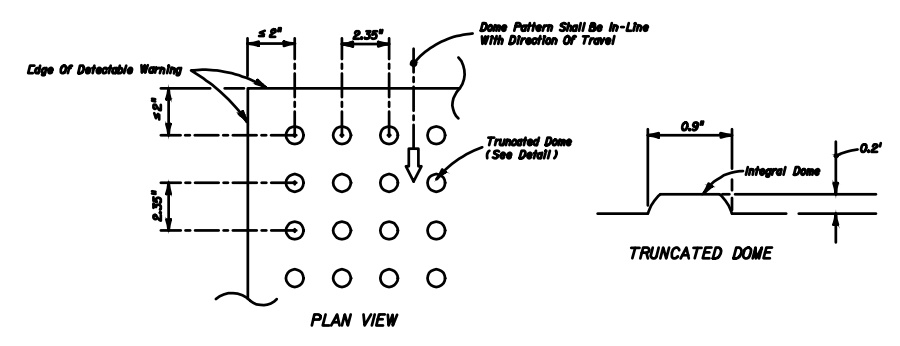 ≤ 2"
2.35"
Dome Pattern Shall Be In-Line
With Direction Of Travel
Edge Of Detectable Warning
≤ 2"
Truncated Dome
(See Detail)
2.35"
PLAN VIEW
0.9"
0.2'
Integral Dome
TRUNCATED DOME